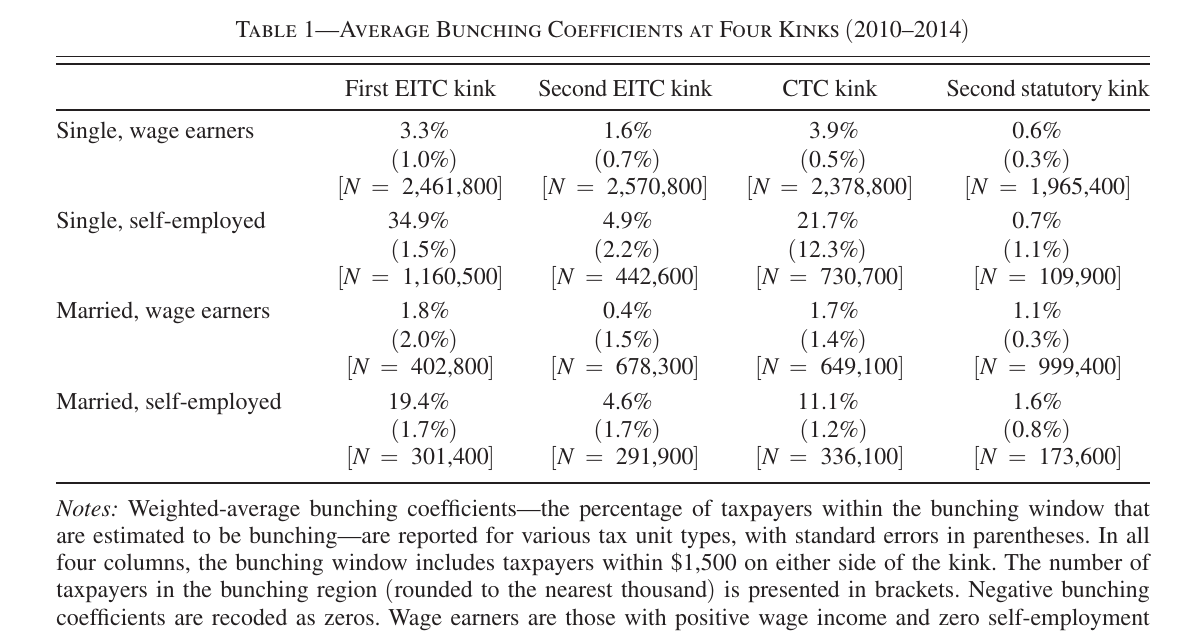 TABLE 1—AVERAGE BUNCHING COEFFICIENTS AT FOUR KINKS (2010–2014)
First EITC kink Second EITC kink CTC kink Second statutory kink
Single, wage earners 3.3% 1.6% 3.9% 0.6%
(1.0%) (0.7%) (0.5%) (0.3%)
[N = 2,461,800] [N = 2,570,800] [N = 2,378,800] [N = 1,965,400]
Single, self-employed 34.9% 4.9% 21.7% 0.7%
(1.5%) (2.2%) (12.3%) (1.1%)
[N = 1,160,500] [N = 442,600] [N = 730,700] [N = 109,900]
Married, wage earners 1.8% 0.4% 1.7% 1.1%
(2.0%) (1.5%) (1.4%) (0.3%)
[N = 402,800] [N = 678,300] [N = 649,100] [N = 999,400]
Married, self-employed 19.4% 4.6% 11.1% 1.6%
(1.7%) (1.7%) (1.2%) (0.8%)
[N = 301,400] [N = 291,900] [N = 336,100] [N = 173,600]
Notes: Weighted-average bunching coefficients—the percentage of taxpayers within the bunching window that
are estimated to be bunching—are reported for various tax unit types, with standard errors in parentheses. In all
four columns, the bunching window includes taxpayers within $1,500 on either side of the kink. The number of
taxpayers in the bunching region (rounded to the nearest thousand) is presented in brackets. Negative bunching
coefficients are recoded as zeros. Wage earners are those with positive wage income and zero self-employment